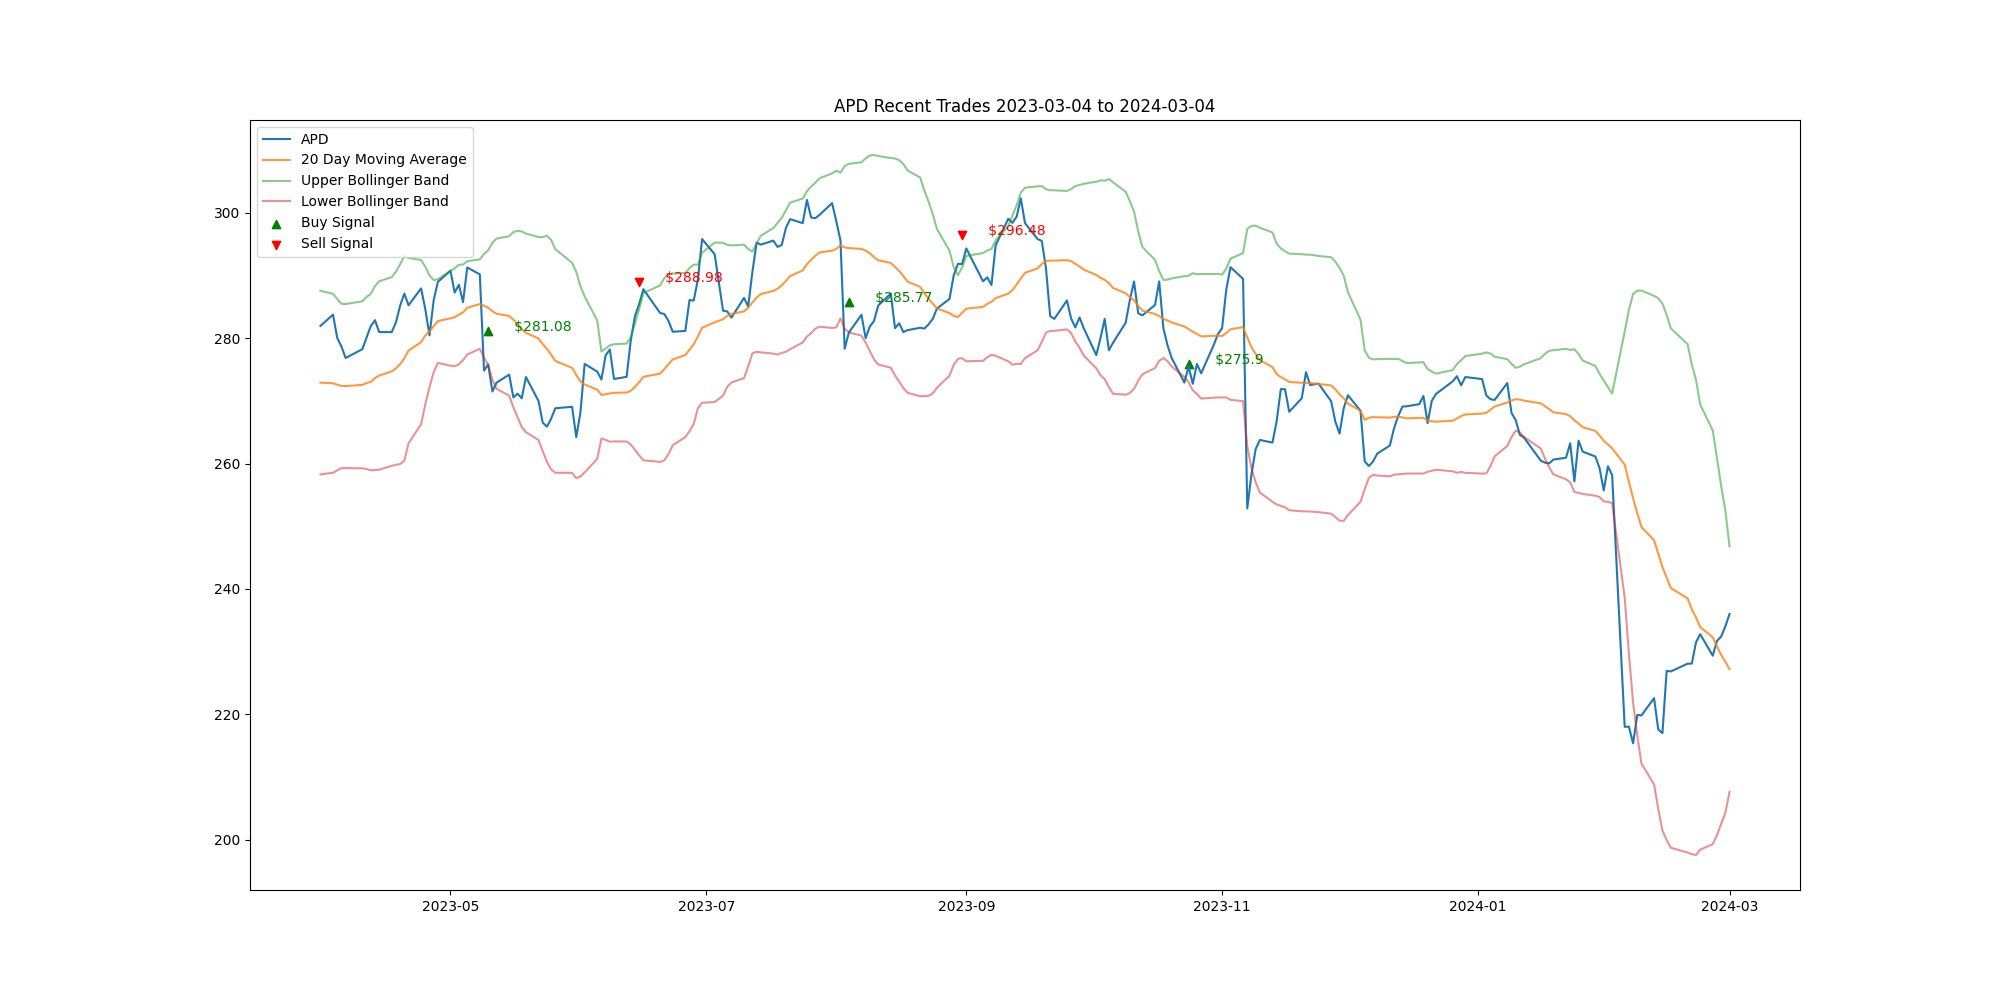 APD Recent Trades 2023-03-04 to 2024-03-04
APD
20 Day Moving Average
Upper Bollinger Band
Lower Bollinger Band
Buy Signal
Sell Signal
300
280
260
240
220
200
$281.08
$288.98
$285.77
$296.48
$275.9
2023-05
2023-07
2023-09
2023-11
2024-01
2024-03